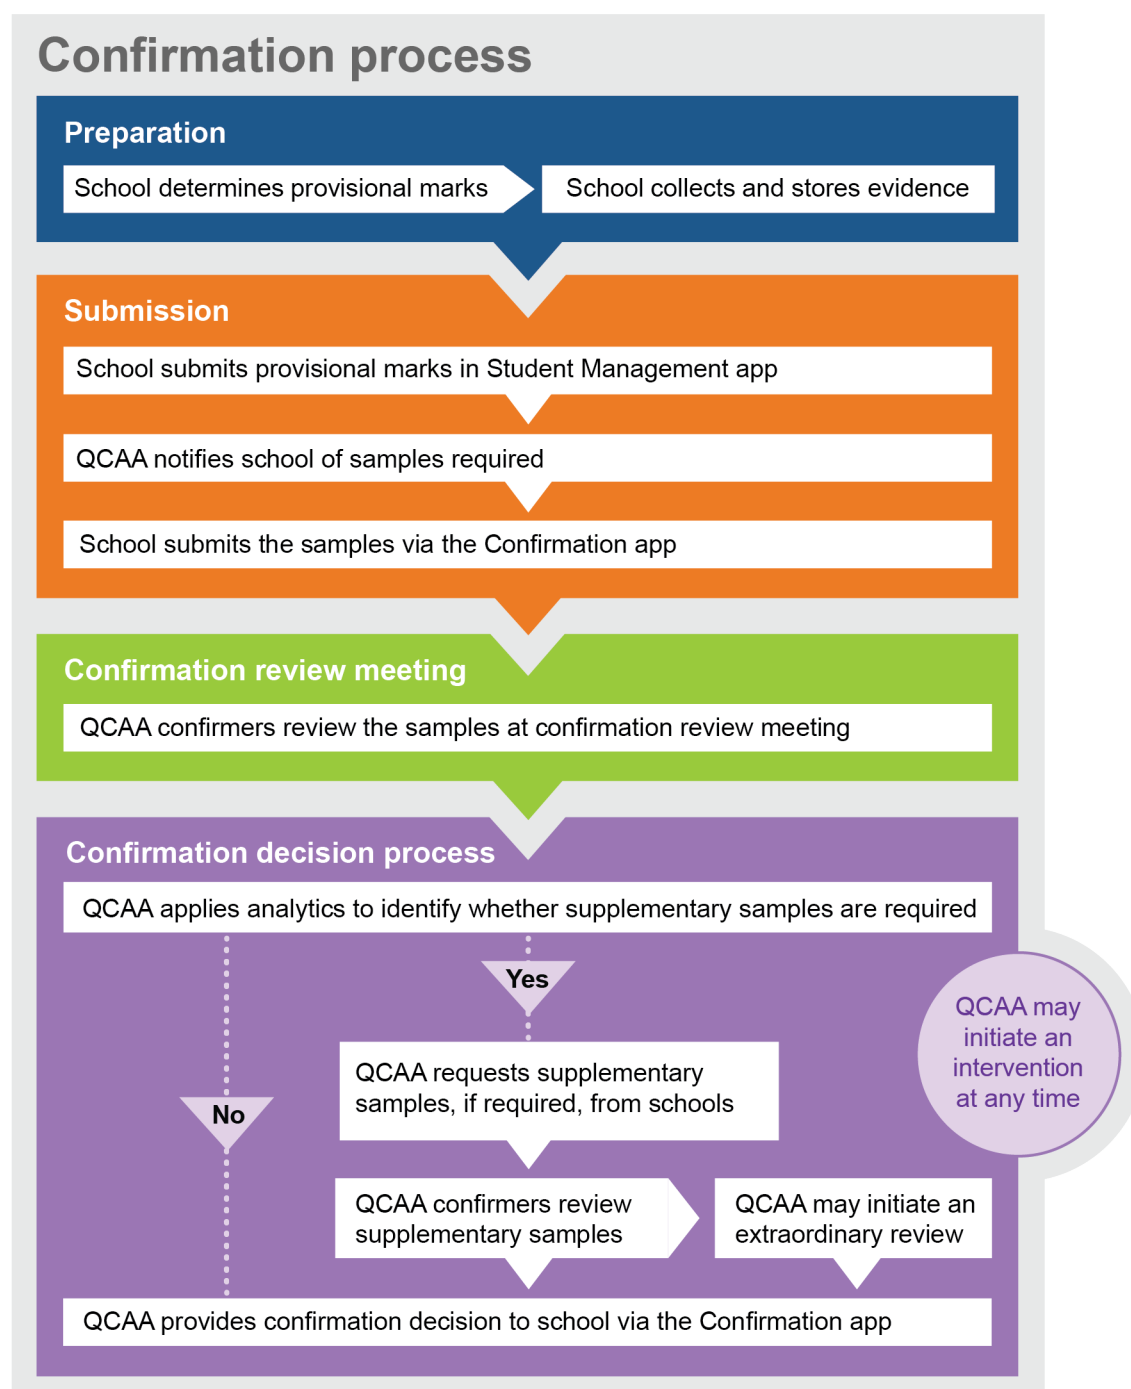 Confirmation process
Preparation
School determines provisional marks
School collects and stores evidence
Submission
School submits provisional marks in Student Management app
QCAA notifies school of samples required
School submits the samples via the Confirmation app
Confirmation review meeting
QCAA confirmers review the samples at confirmation review meeting
Confirmation decision process
QCAA applies analytics to identify whether supplementary samples are required
Yes
No
QCAA requests supplementary
samples, if required, from schools
QCAA may
initiate an
intervention
at any time
QCAA confirmers review
supplementary samples
QCAA may initiate an
extraordinary review
QCAA provides confirmation decision to school via the Confirmation app